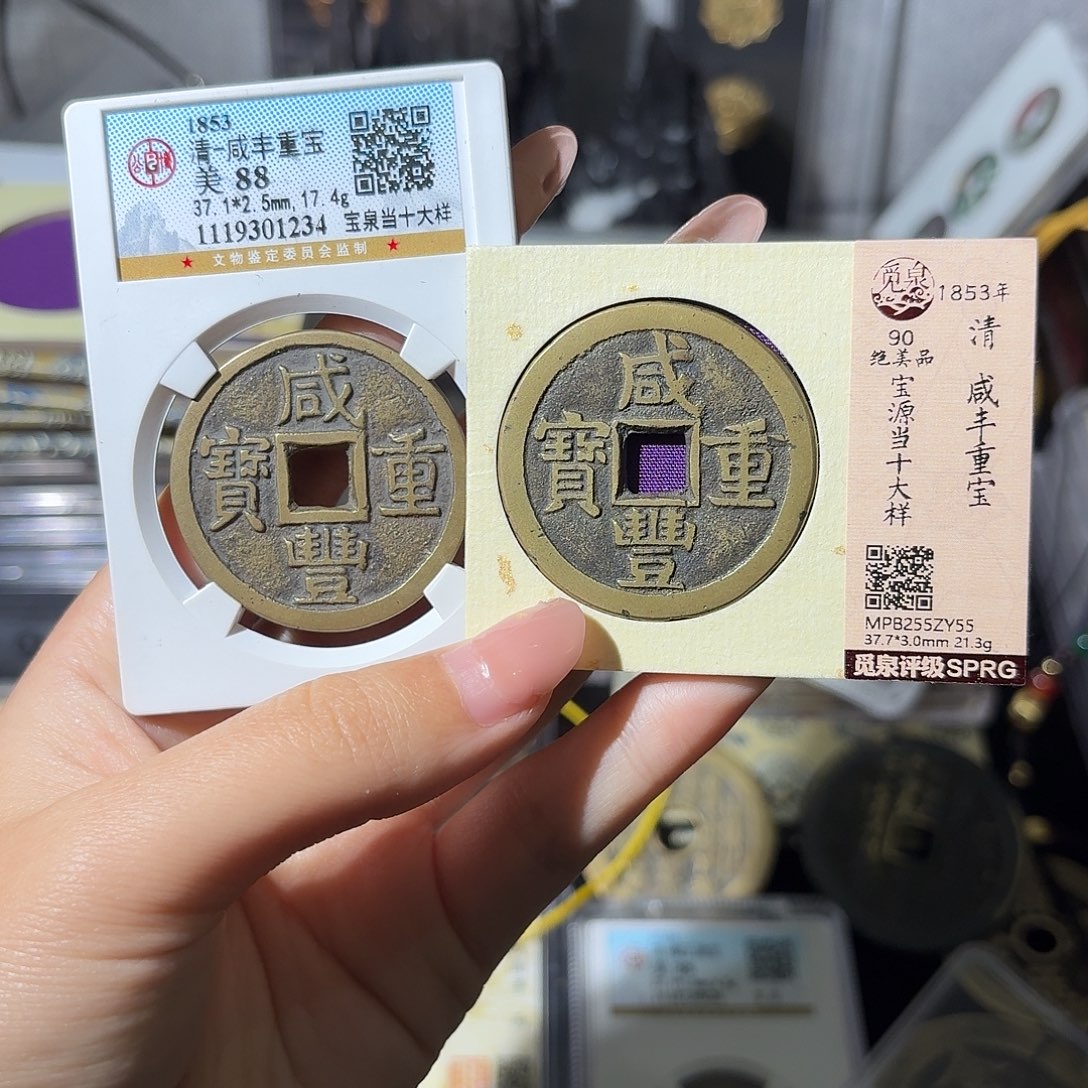 1853
清-咸丰重宝
美 88
37.1*2.5mm, 17.4g
1119301234 宝泉当十大样
★ 文物鉴定委员会监制 ★
公博
咸
豐
重
寶
咸
豐
重
寶
觅泉
1853年
清 咸丰重宝
90
绝美品
宝源当十大样
MPB255ZY55
37.7*3.0mm 21.3g
觅泉评级SPRG